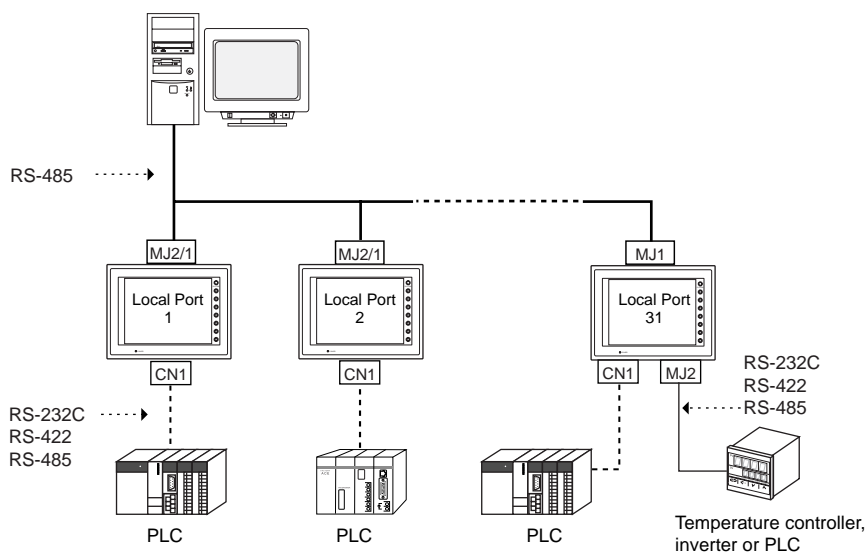 RS-485
MJ2/1
MJ2/1
MJ1
Local Port
1
Local Port
2
Local Port
31
CN1
CN1
CN1
MJ2
RS-232C
RS-422
RS-485
RS-232C
RS-422
RS-485
PLC
PLC
PLC
Temperature controller,
inverter or PLC